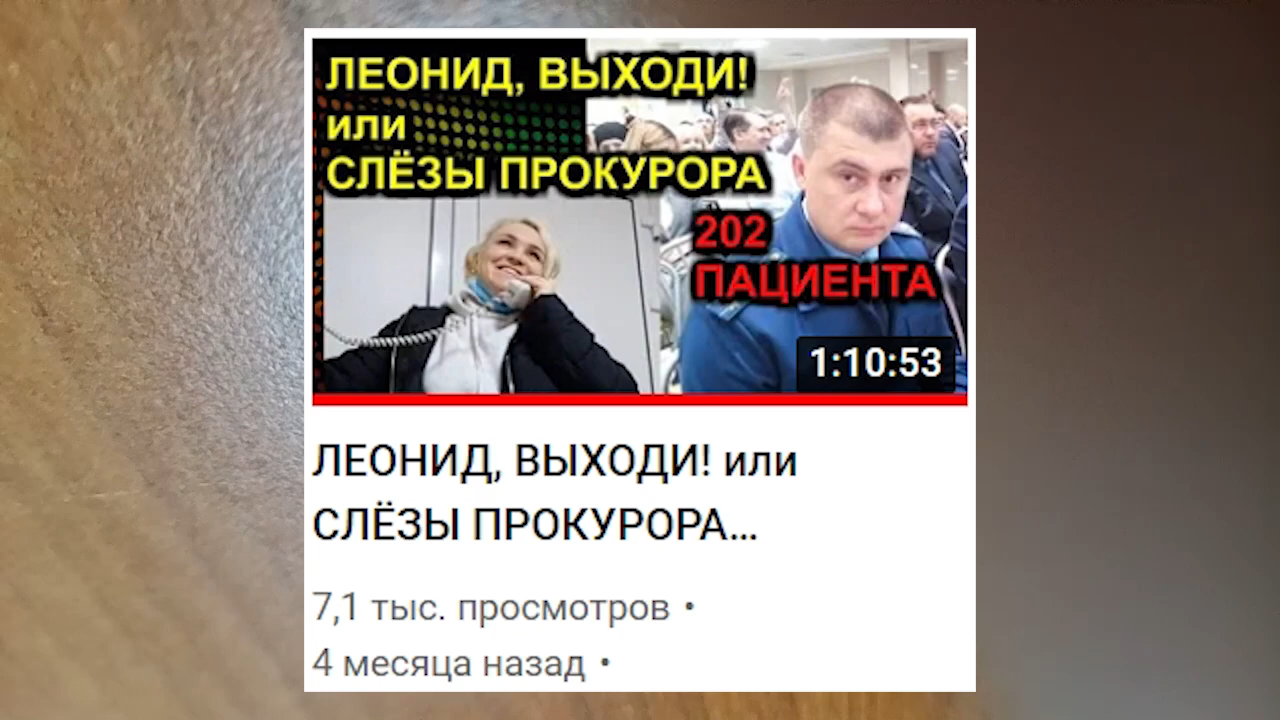 ЛЕОНИД, ВЫХОДИ!
или
СЛЁЗЫ ПРОКУРОРА
202
ПАЦИЕНТА
1:10:53
ЛЕОНИД, ВЫХОДИ! или
СЛЁЗЫ ПРОКУРОРА...
7,1 тыс. просмотров •
4 месяца назад •